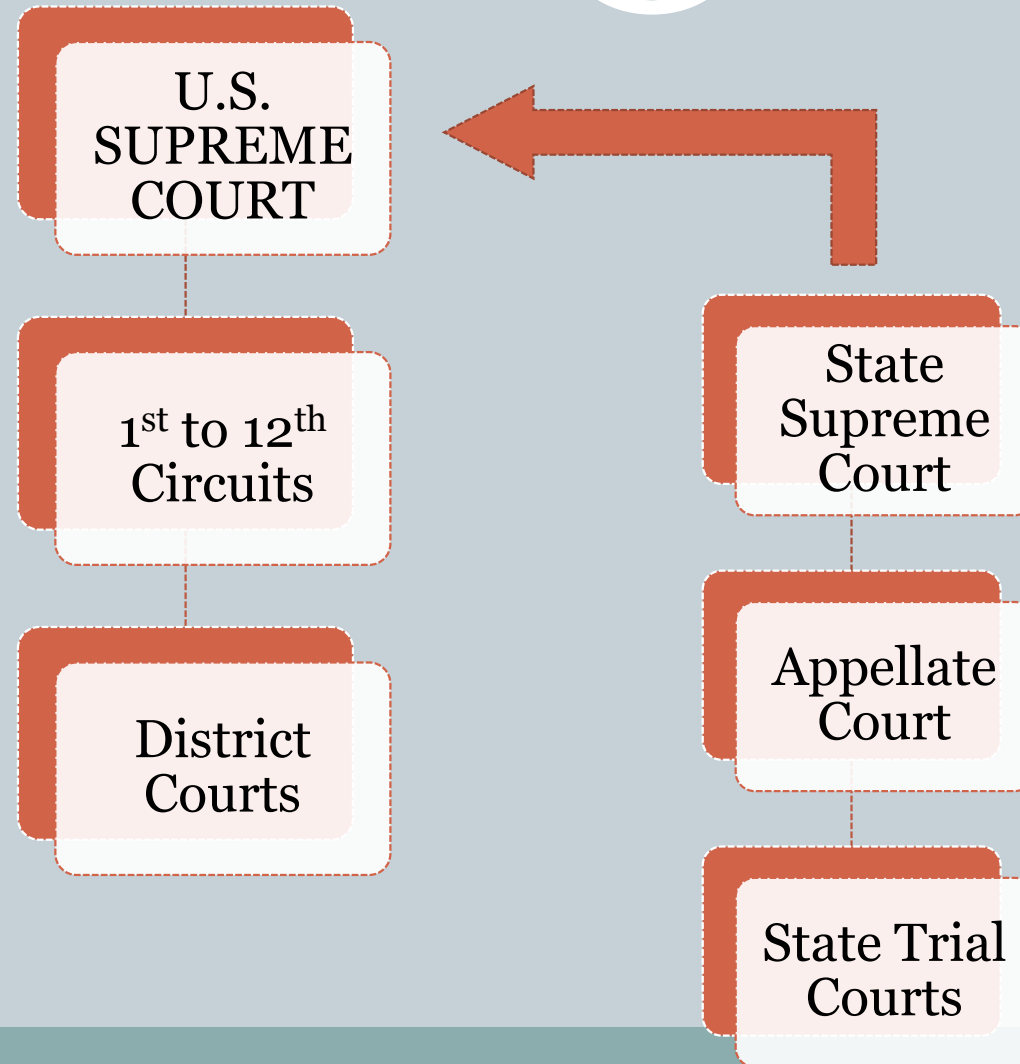 U.S.
SUPREME
COURT
1st to 12th
Circuits
District
Courts
State
Supreme
Court
Appellate
Court
State Trial
Courts